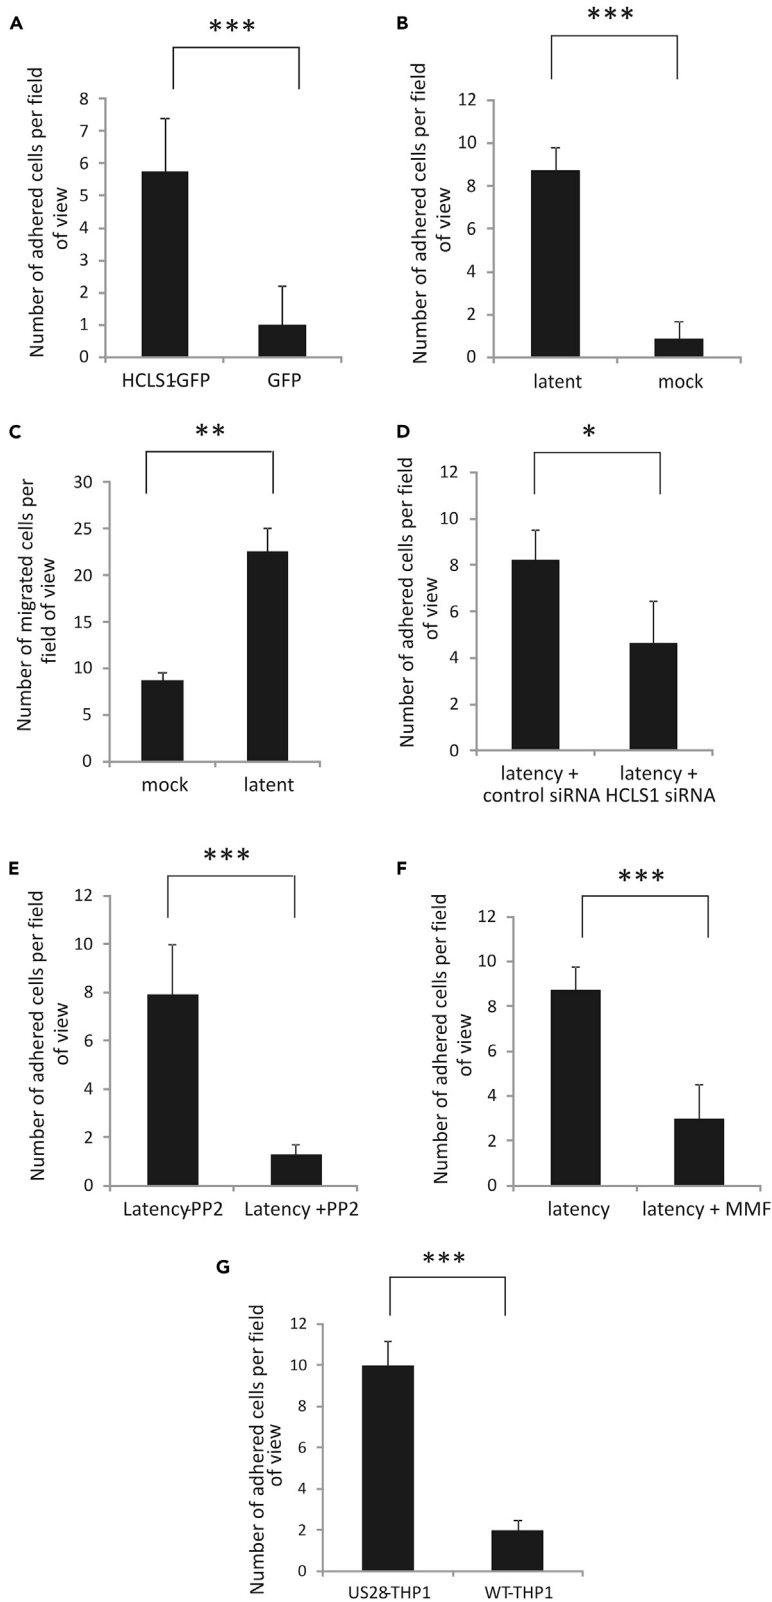 A
***
Number of adhered cells per field
of view
8
7
6
5
4
3
2
1
0
HCLS1-GFP GFP
B
***
Number of adhered cells per field
of view
12
10
8
6
4
2
0
latent mock
C
**
Number of migrated cells per
field of view
30
25
20
15
10
5
0
mock latent
D
*
Number of adhered cells per field
of view
12
10
8
6
4
2
0
latency + latency +
control siRNA HCLS1 siRNA
E
***
Number of adhered cells per field
of view
12
10
8
6
4
2
0
Latency-PP2 Latency +PP2
F
***
Number of adhered cells per field
of view
12
10
8
6
4
2
0
latency latency + MMF
G
***
Number of adhered cells per field
of view
12
10
8
6
4
2
0
US28-THP1 WT-THP1